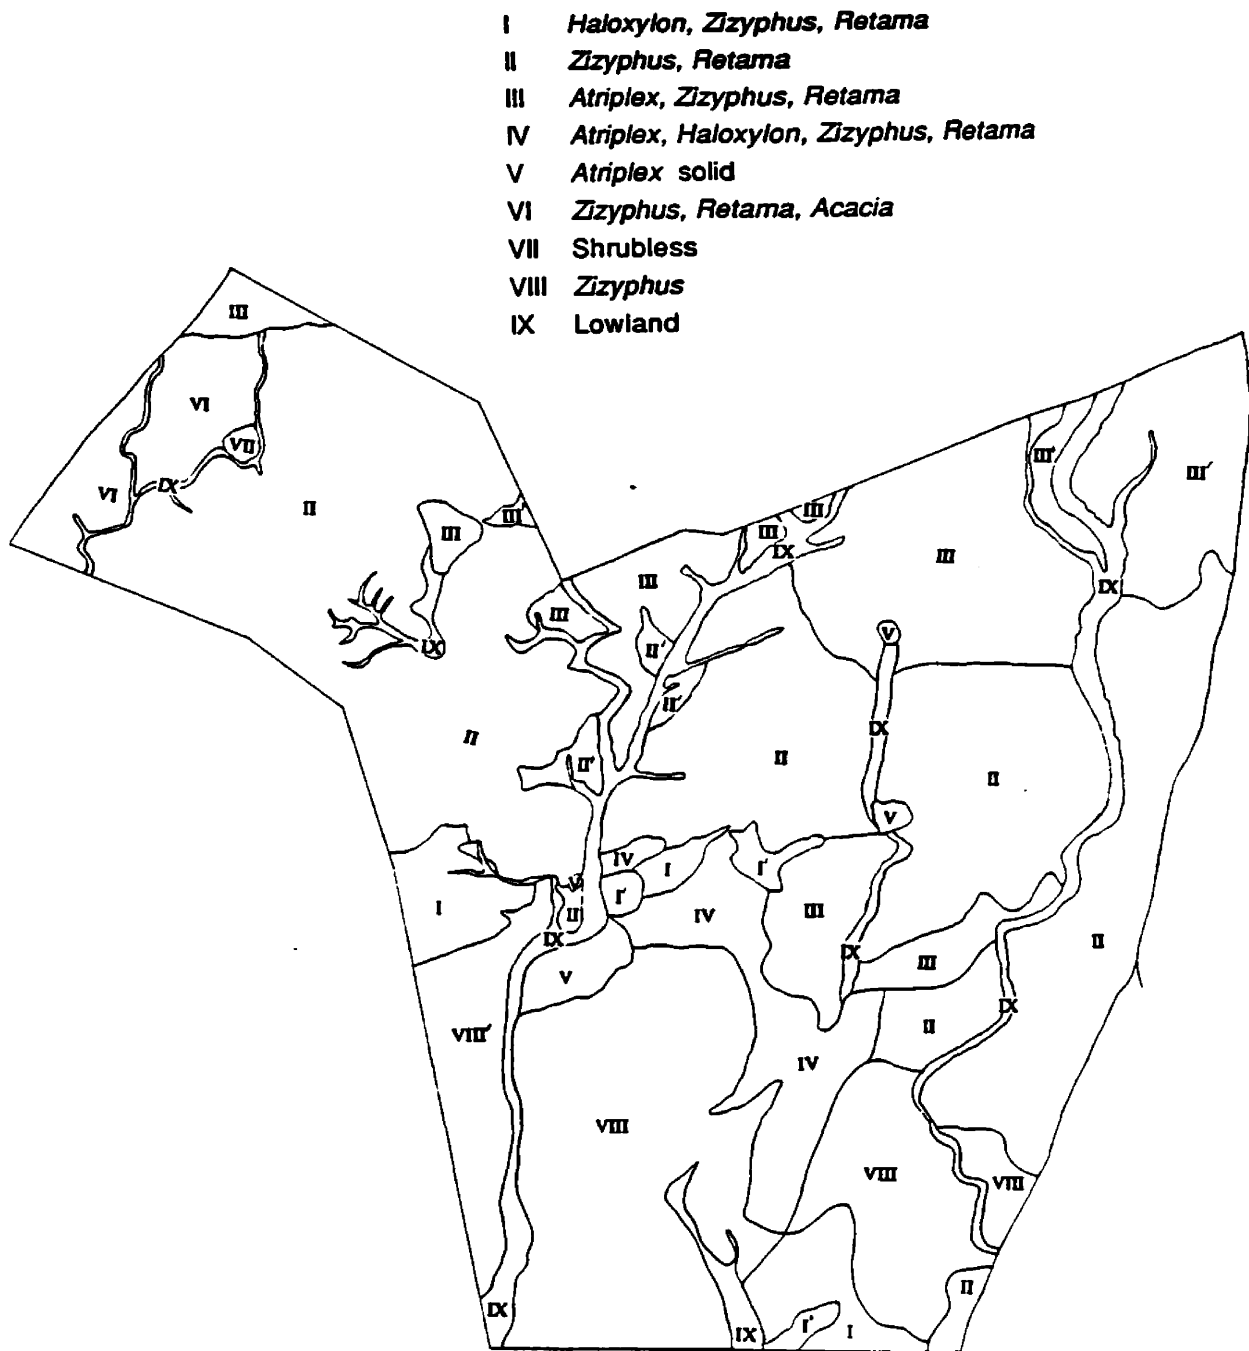 I Haloxylon, Zizyphus, Retama
II Zizyphus, Retama
III Atriplex, Zizyphus, Retama
IV Atriplex, Haloxylon, Zizyphus, Retama
V Atriplex solid
VI Zizyphus, Retama, Acacia
VII Shrubless
VIII Zizyphus
IX Lowland
III
VI
VII
III'
III'
VI
IX
II
III
III'
III
III
IX
III
III
IX
III
V
IX
II'
II'
II
IX
II'
II
II
V
IV
I
I'
V
I'
I
II
IV
III
IX
IX
III
II
V
IX
II
VIII'
IV
VIII
VIII
VIII
II
IX
IX
I'
I